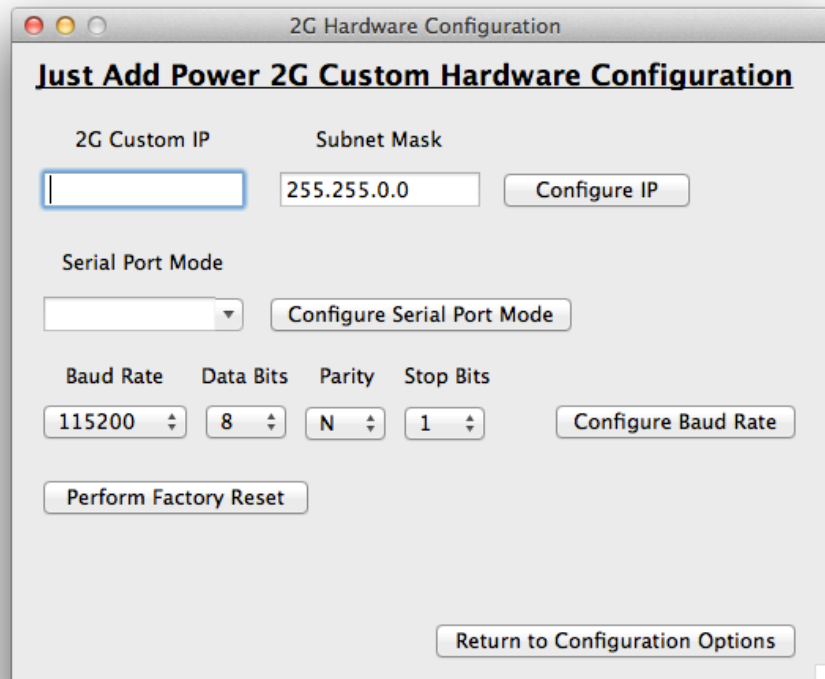 2G Hardware Configuration
Just Add Power 2G Custom Hardware Configuration
2G Custom IP Subnet Mask
255.255.0.0 Configure IP
Serial Port Mode
Configure Serial Port Mode
Baud Rate Data Bits Parity Stop Bits
115200 8 N 1 Configure Baud Rate
Perform Factory Reset
Return to Configuration Options